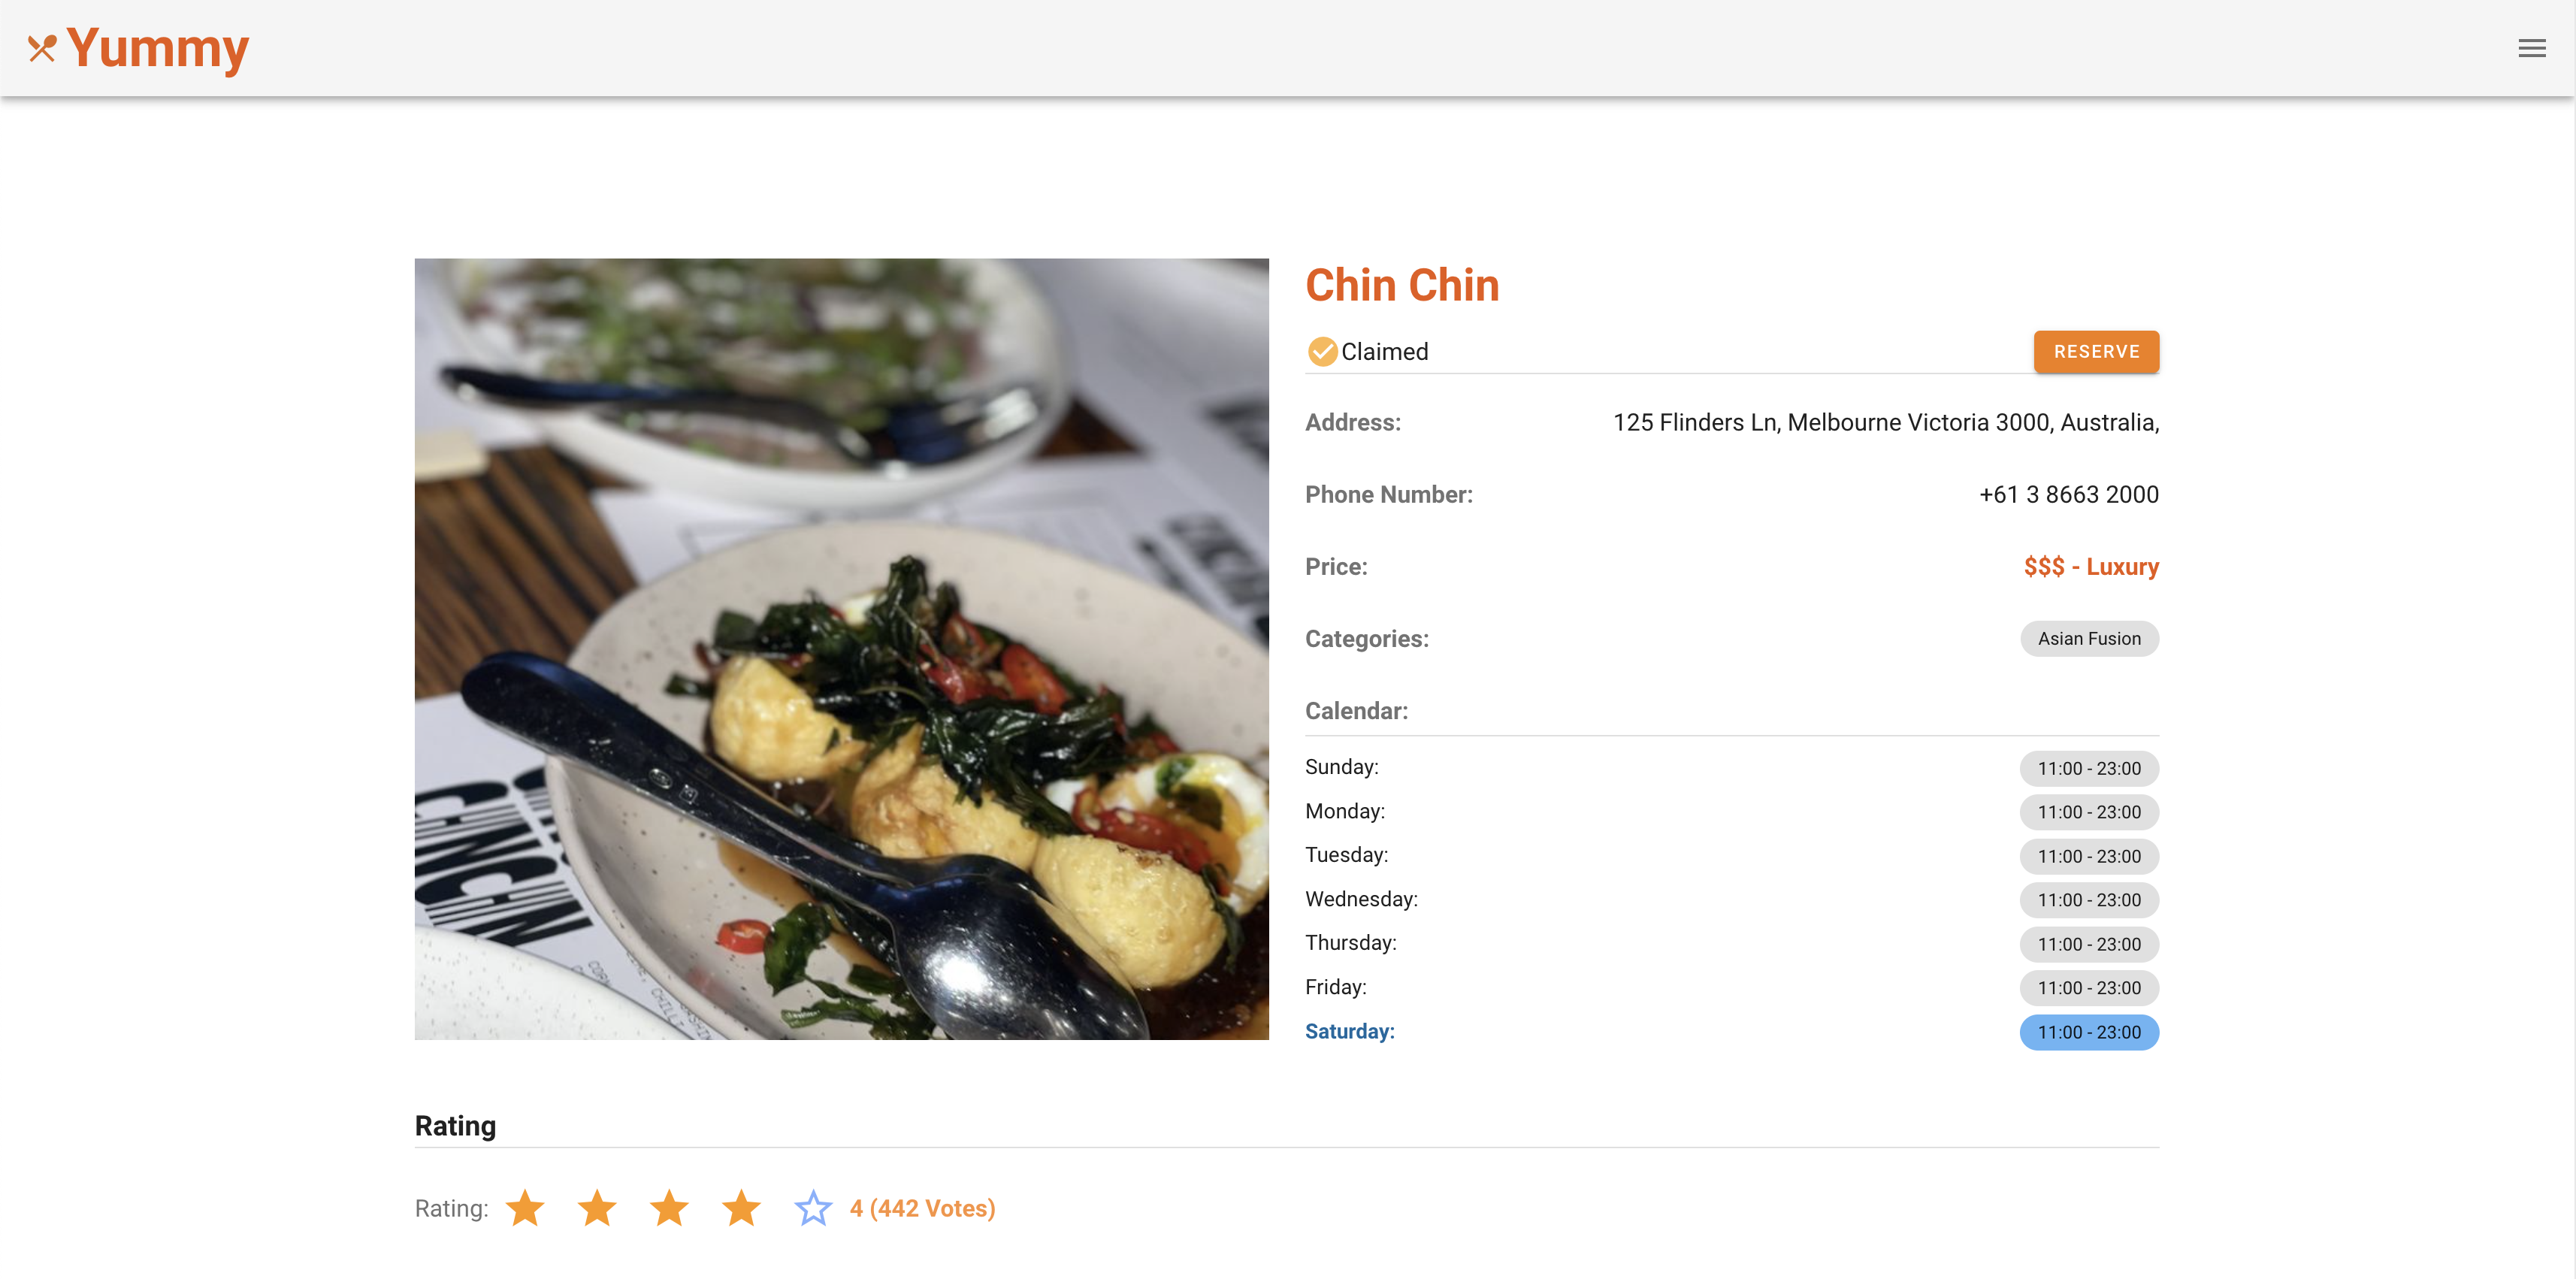 Yummy
Chin Chin
Claimed
RESERVE
Address: 125 Flinders Ln, Melbourne Victoria 3000, Australia,
Phone Number: +61 3 8663 2000
Price: $$$ - Luxury
Categories: Asian Fusion
Calendar:
Sunday: 11:00 - 23:00
Monday: 11:00 - 23:00
Tuesday: 11:00 - 23:00
Wednesday: 11:00 - 23:00
Thursday: 11:00 - 23:00
Friday: 11:00 - 23:00
Saturday: 11:00 - 23:00
Rating
Rating: 4 (442 Votes)